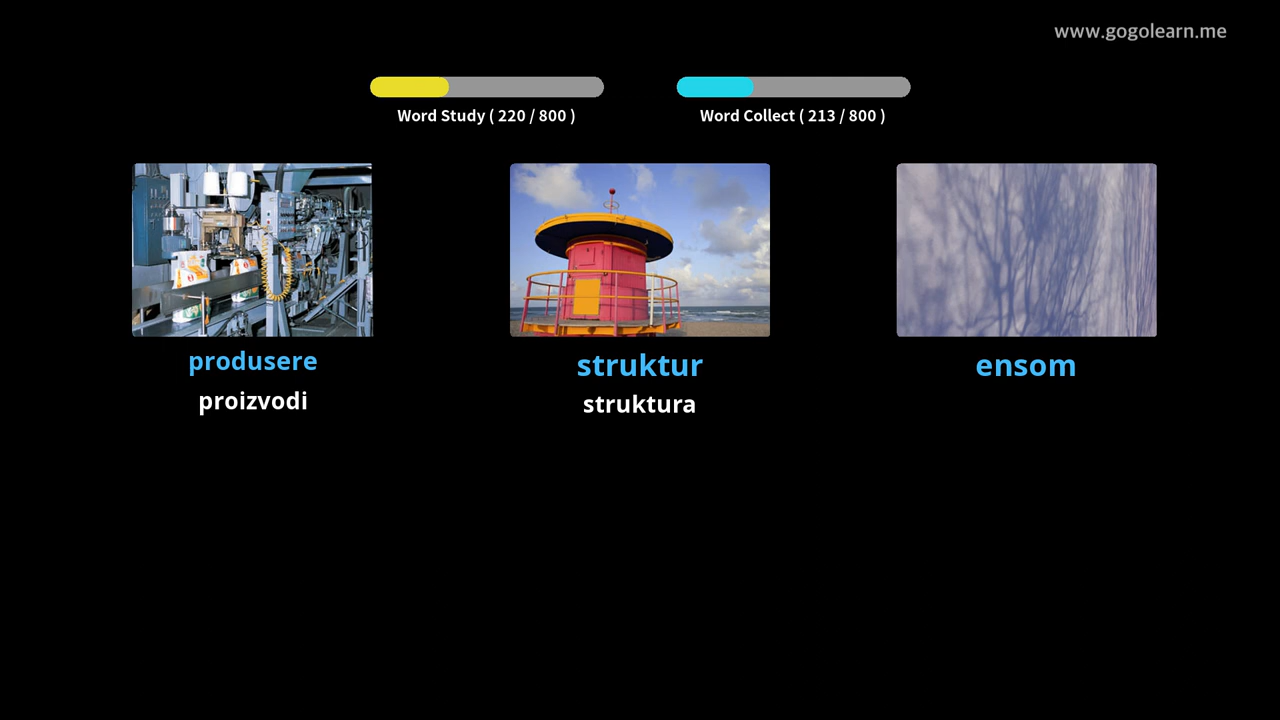 www.gogolearn.me
Word Study ( 220 / 800 )
Word Collect ( 213 / 800 )
produsere
proizvodi
struktur
struktura
ensom